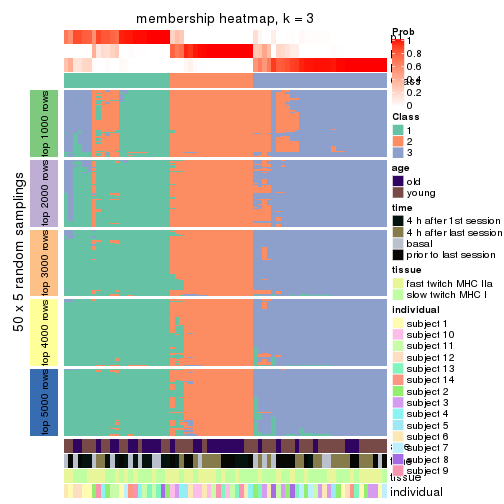 membership heatmap, k = 3
50 x 5 random samplings
top 1000 rows
top 2000 rows
top 3000 rows
top 4000 rows
top 5000 rows
Prob
1
0.8
0.6
0.4
0.2
0
Class
1
2
3
age
old
young
time
4 h after 1st session
4 h after last session
basal
prior to last session
tissue
fast twitch MHC IIa
slow twitch MHC I
individual
subject 1
subject 10
subject 11
subject 12
subject 13
subject 14
subject 2
subject 3
subject 4
subject 5
subject 6
subject 7
subject 8
subject 9
tissue
individual